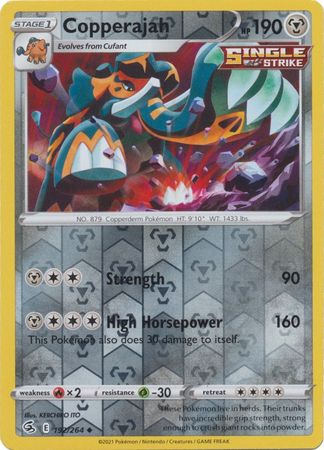 STAGE 1
Copperajah
HP 190
Evolves from Cufant
SINGLE
STRIKE
NO. 879 Copperderm Pokémon HT: 9'10" WT: 1433 lbs.
Strength 90
High Horsepower 160
This Pokémon also does 30 damage to itself.
weakness ×2 resistance -30 retreat
Illus. KEIICHIRO ITO
E 192/264
These Pokémon live in herds. Their trunks
have incredible grip strength, strong
enough to crush giant rocks into powder.
©2021 Pokémon / Nintendo / Creatures / GAME FREAK